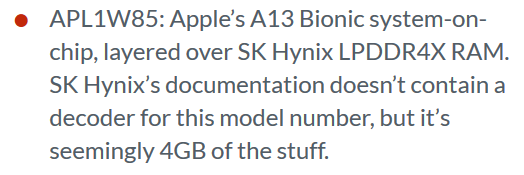 APL1W85: Apple’s A13 Bionic system-on-
chip, layered over SK Hynix LPDDR4X RAM.
SK Hynix’s documentation doesn’t contain a
decoder for this model number, but it’s
seemingly 4GB of the stuff.